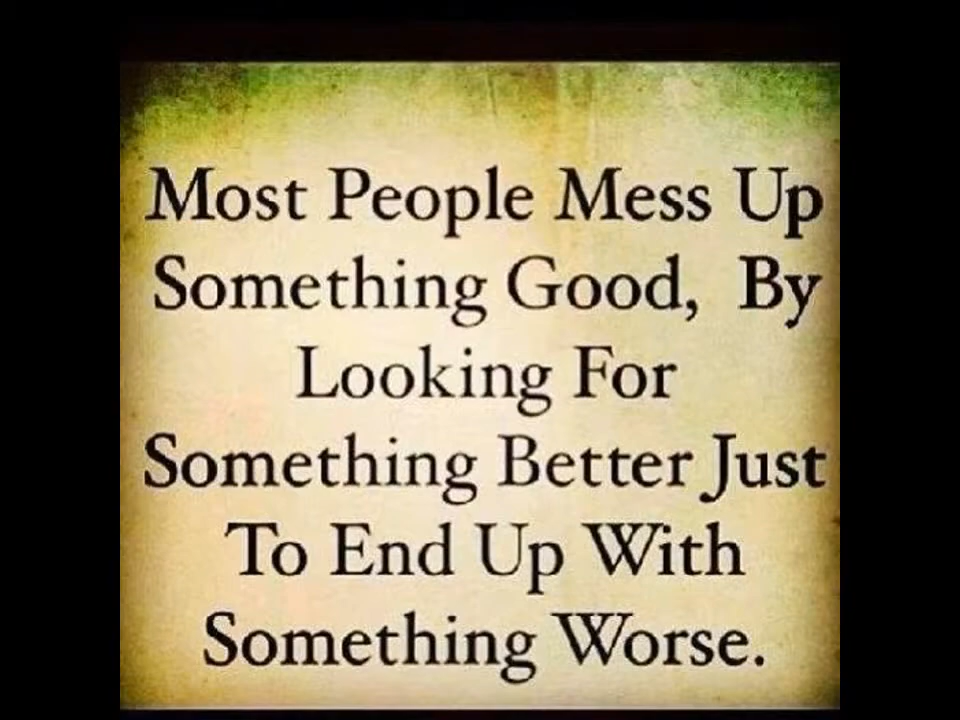 Most People Mess Up
Something Good, By
Looking For
Something Better Just
To End Up With
Something Worse.